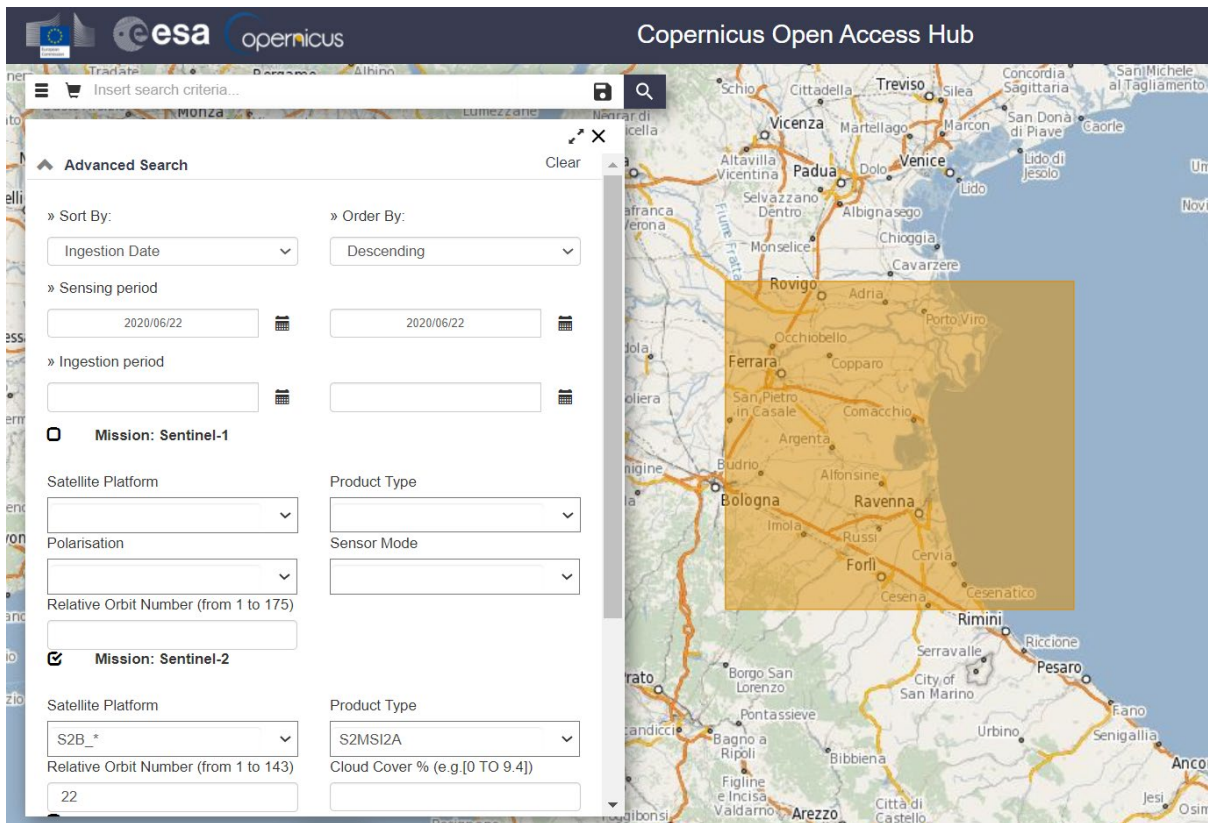 European
Commission
esa
opernicus
Copernicus Open Access Hub
Insert search criteria...
Advanced Search
Clear
» Sort By:
» Order By:
Ingestion Date
Descending
» Sensing period
2020/06/22
2020/06/22
» Ingestion period
Mission: Sentinel-1
Satellite Platform
Product Type
Polarisation
Sensor Mode
Relative Orbit Number (from 1 to 175)
Mission: Sentinel-2
Satellite Platform
Product Type
S2B_*
S2MSI2A
Relative Orbit Number (from 1 to 143)
Cloud Cover % (e.g.[0 TO 9.4])
22
Tradate
Bergamo
Albino
Monza
Lumezzane
Schio
Cittadella
Treviso
Silea
Concordia
Sagittaria
San Michele
al Tagliamento
Vicenza
Martellago
Marcon
San Donà
di Piave
Caorle
Altavilla
Vicentina
Padua
Dolo
Venice
Lido di
Jesolo
Lido
Selvazzano
Dentro
Albignasego
Fiume Fratta
Monselice
Chioggia
Cavarzere
Rovigo
Adria
Porto Viro
Occhiobello
Ferrara
Copparo
San Pietro
in Casale
Comacchio
Argenta
Budrio
Alfonsine
Bologna
Ravenna
Imola
Russi
Forlì
Cervia
Cesena
Cesenatico
Rimini
Riccione
Serravalle
City of
San Marino
Pesaro
Borgo San
Lorenzo
Fano
Pontassieve
Urbino
Senigallia
Bagno a
Ripoli
Bibbiena
Figline
e Incisa
Valdarno
Arezzo
Città di
Castello
Jesi